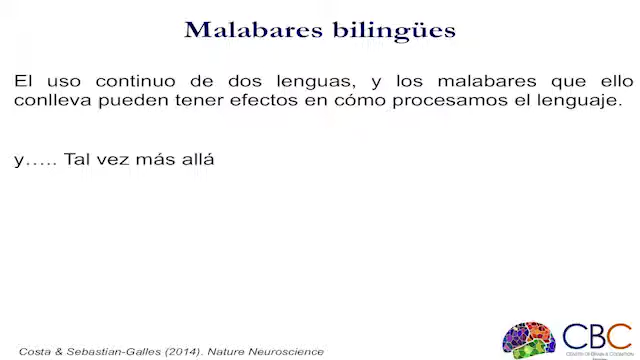 Malabares bilingües
El uso continuo de dos lenguas, y los malabares que ello
conlleva pueden tener efectos en cómo procesamos el lenguaje.
y….. Tal vez más allá
Costa & Sebastian-Galles (2014). Nature Neuroscience
CBC